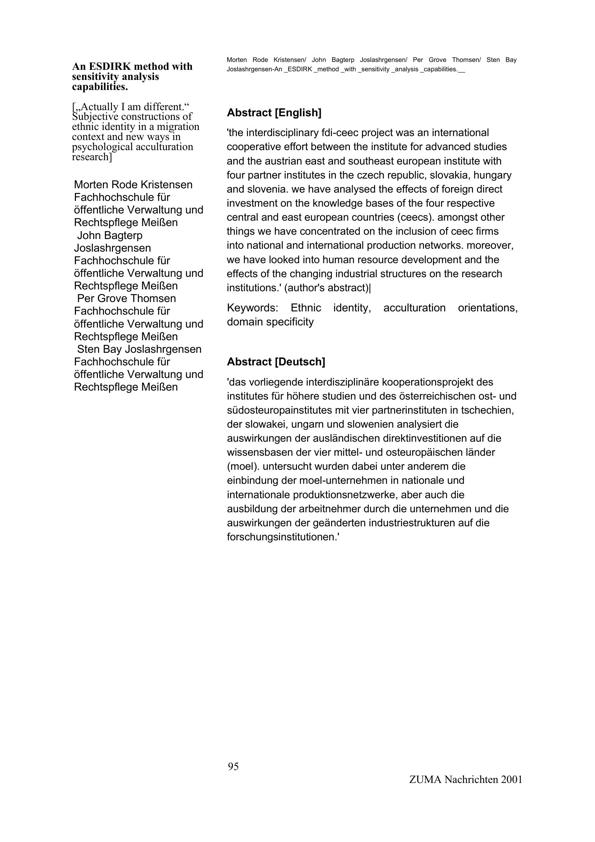 An ESDIRK method with
sensitivity analysis
capabilities.
[„Actually I am different.“
Subjective constructions of
ethnic identity in a migration
context and new ways in
psychological acculturation
research]
Morten Rode Kristensen
Fachhochschule für
öffentliche Verwaltung und
Rechtspflege Meißen
John Bagterp
Joslashrgensen
Fachhochschule für
öffentliche Verwaltung und
Rechtspflege Meißen
Per Grove Thomsen
Fachhochschule für
öffentliche Verwaltung und
Rechtspflege Meißen
Sten Bay Joslashrgensen
Fachhochschule für
öffentliche Verwaltung und
Rechtspflege Meißen
Morten Rode Kristensen/ John Bagterp Joslashrgensen/ Per Grove Thomsen/ Sten Bay
Joslashrgensen-An _ESDIRK _method _with _sensitivity _analysis _capabilities.__
Abstract [English]
'the interdisciplinary fdi-ceec project was an international
cooperative effort between the institute for advanced studies
and the austrian east and southeast european institute with
four partner institutes in the czech republic, slovakia, hungary
and slovenia. we have analysed the effects of foreign direct
investment on the knowledge bases of the four respective
central and east european countries (ceecs). amongst other
things we have concentrated on the inclusion of ceec firms
into national and international production networks. moreover,
we have looked into human resource development and the
effects of the changing industrial structures on the research
institutions.' (author's abstract)|
Keywords: Ethnic identity, acculturation orientations,
domain specificity
Abstract [Deutsch]
'das vorliegende interdisziplinäre kooperationsprojekt des
institutes für höhere studien und des österreichischen ost- und
südosteuropainstitutes mit vier partnerinstituten in tschechien,
der slowakei, ungarn und slowenien analysiert die
auswirkungen der ausländischen direktinvestitionen auf die
wissensbasen der vier mittel- und osteuropäischen länder
(moel). untersucht wurden dabei unter anderem die
einbindung der moel-unternehmen in nationale und
internationale produktionsnetzwerke, aber auch die
ausbildung der arbeitnehmer durch die unternehmen und die
auswirkungen der geänderten industriestrukturen auf die
forschungsinstitutionen.'
95
ZUMA Nachrichten 2001